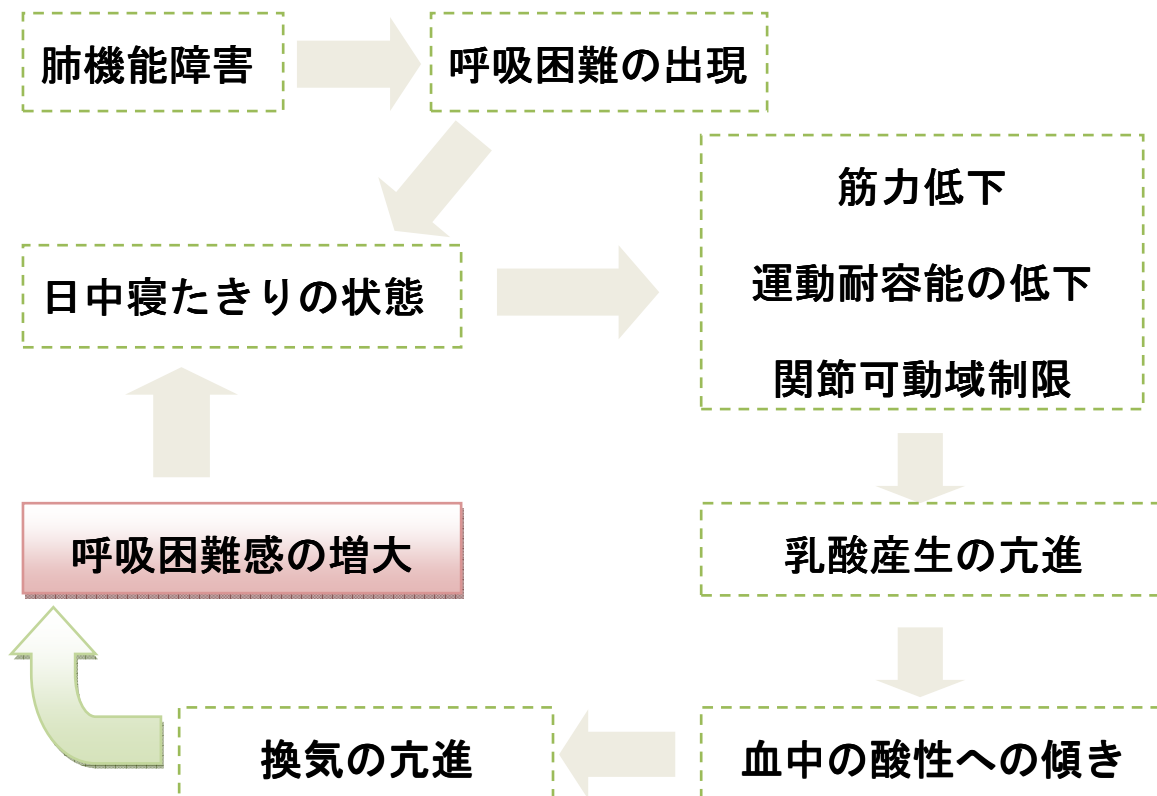 肺機能障害
呼吸困難の出現
日中寝たきりの状態
筋力低下
運動耐容能の低下
関節可動域制限
乳酸産生の亢進
血中の酸性への傾き
換気の亢進
呼吸困難感の増大